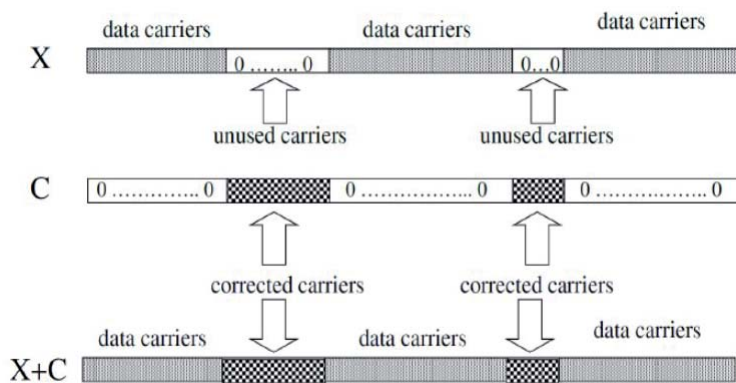 data carriers data carriers data carriers
X 0 ........ 0 0...0
unused carriers unused carriers
C 0 .............. 0 0 .................. 0 0 ................. 0
corrected carriers corrected carriers
data carriers data carriers data carriers
X+C